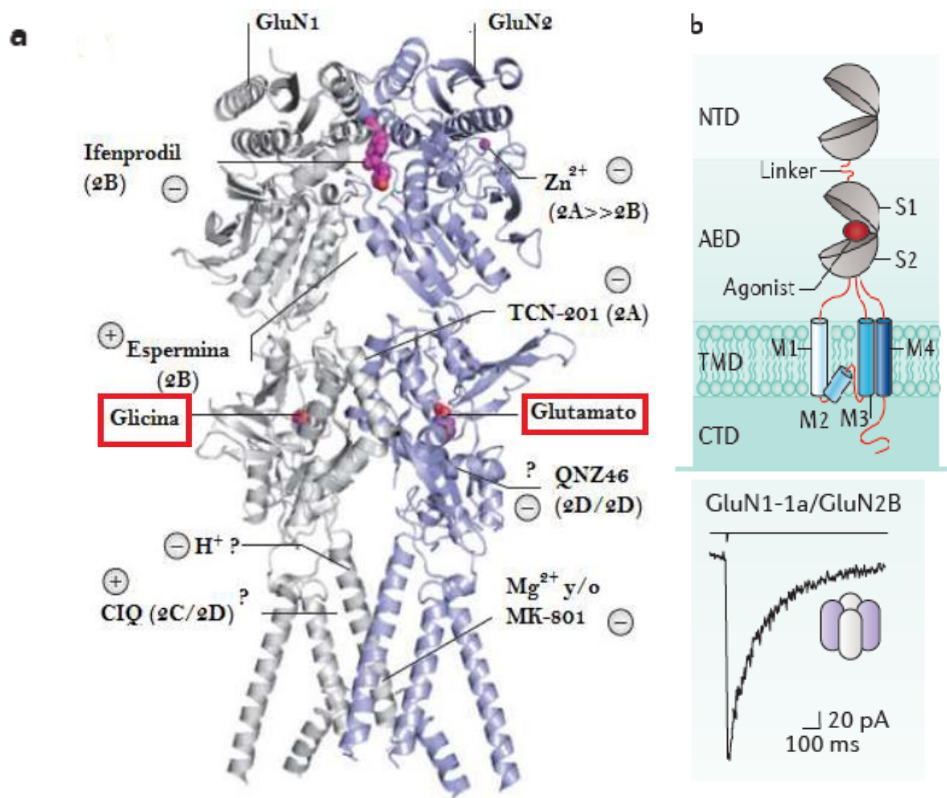 a
GluN1
GluN2
Ifenprodil
(2B)
−
Zn²⁺
−
(2A>>2B)
−
TCN-201 (2A)
+
Espermina
(2B)
Glicina
Glutamato
?
QNZ46
−
(2D/2D)
− H⁺ ?
+
CIQ (2C/2D) ?
Mg²⁺ y/o
MK-801
−
b
NTD
Linker
S1
ABD
S2
Agonist
M1
M4
TMD
M2
M3
CTD
GluN1-1a/GluN2B
20 pA
100 ms